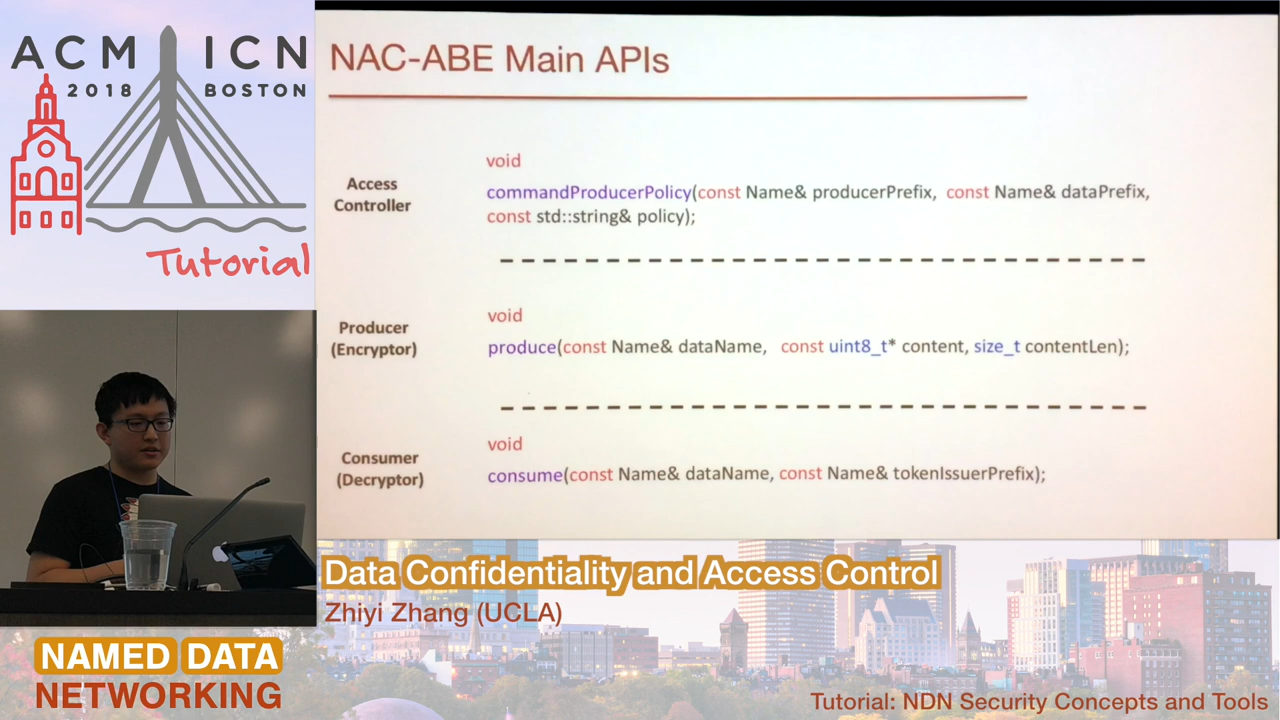 ACM ICN
2018 BOSTON
Tutorial
NAC-ABE Main APIs
Access
Controller
void
commandProducerPolicy(const Name& producerPrefix, const Name& dataPrefix,
const std::string& policy);
Producer
(Encryptor)
void
produce(const Name& dataName, const uint8_t* content, size_t contentLen);
Consumer
(Decryptor)
void
consume(const Name& dataName, const Name& tokenIssuerPrefix);
Data Confidentiality and Access Control
Zhiyi Zhang (UCLA)
NAMED DATA
NETWORKING
Tutorial: NDN Security Concepts and Tools